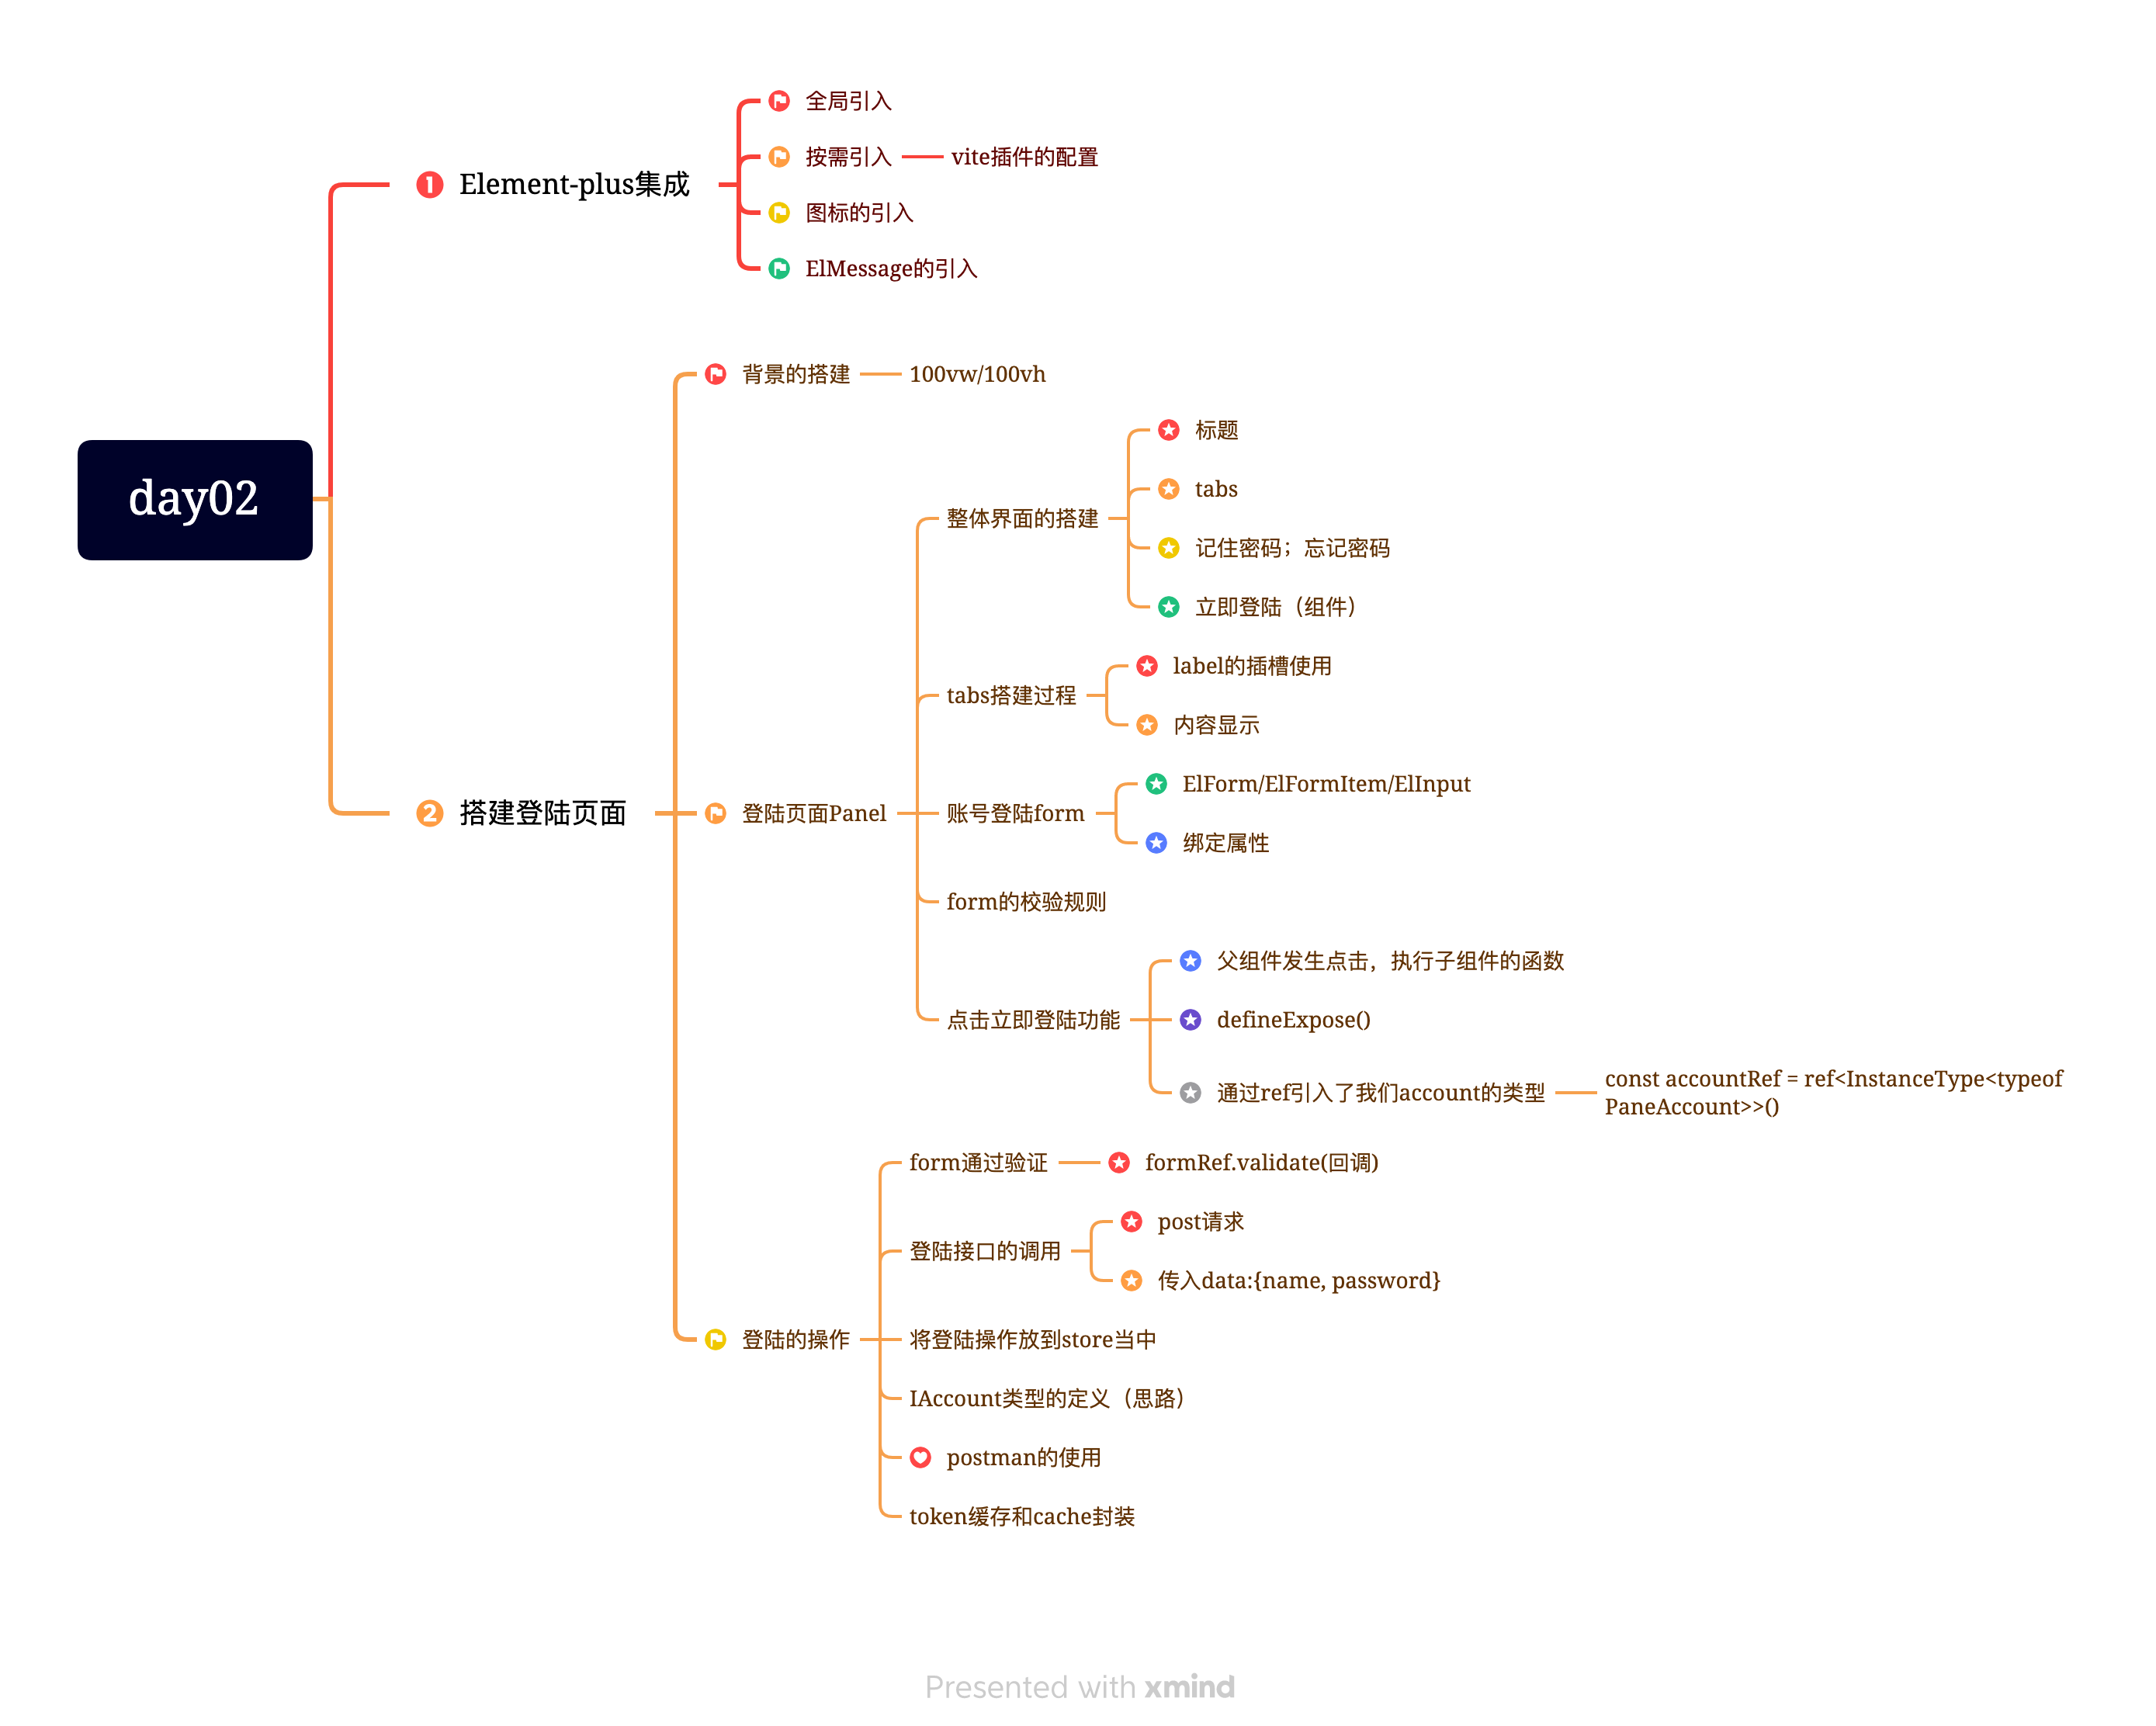 day02
1
Element-plus集成
全局引入
按需引入
vite插件的配置
图标的引入
ElMessage的引入
2
搭建登陆页面
背景的搭建
100vw/100vh
登陆页面Panel
整体界面的搭建
标题
tabs
记住密码；忘记密码
立即登陆（组件）
tabs搭建过程
label的插槽使用
内容显示
账号登陆form
ElForm/ElFormItem/ElInput
绑定属性
form的校验规则
点击立即登陆功能
父组件发生点击，执行子组件的函数
defineExpose()
通过ref引入了我们account的类型
const accountRef = ref<InstanceType<typeof
PaneAccount>>()
登陆的操作
form通过验证
formRef.validate(回调)
登陆接口的调用
post请求
传入data:{name, password}
将登陆操作放到store当中
IAccount类型的定义（思路）
postman的使用
token缓存和cache封装
Presented with xmind